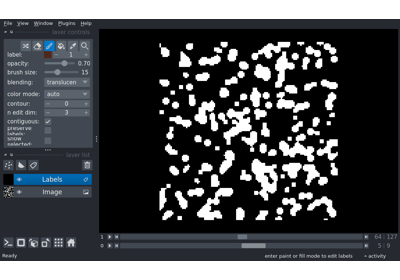 File View Window Plugins Help
layer controls
label: 1
opacity: 0.70
brush size: 15
blending: translucen
color mode: auto
contour: 0
n edit dim: 3
contiguous:
preserve
labels:
show
selected:
layer list
Labels
Image
1 64 127
0 5 9
Ready enter paint or fill mode to edit labels activity